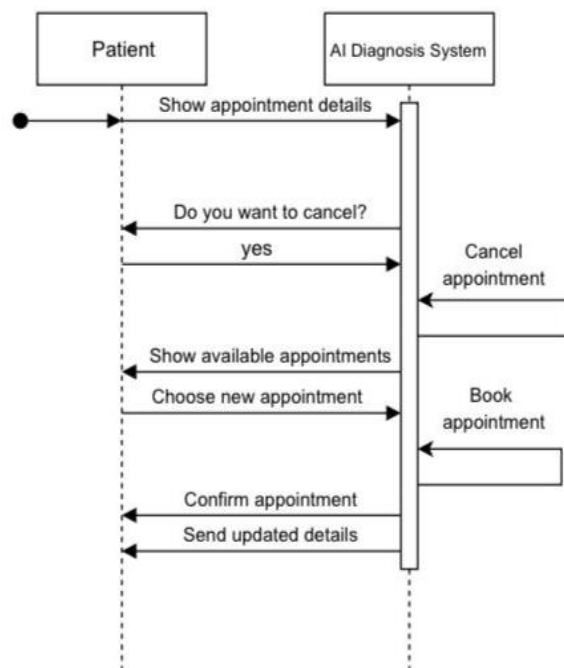 Patient
AI Diagnosis System
Show appointment details
Do you want to cancel?
yes
Cancel
appointment
Show available appointments
Choose new appointment
Book
appointment
Confirm appointment
Send updated details